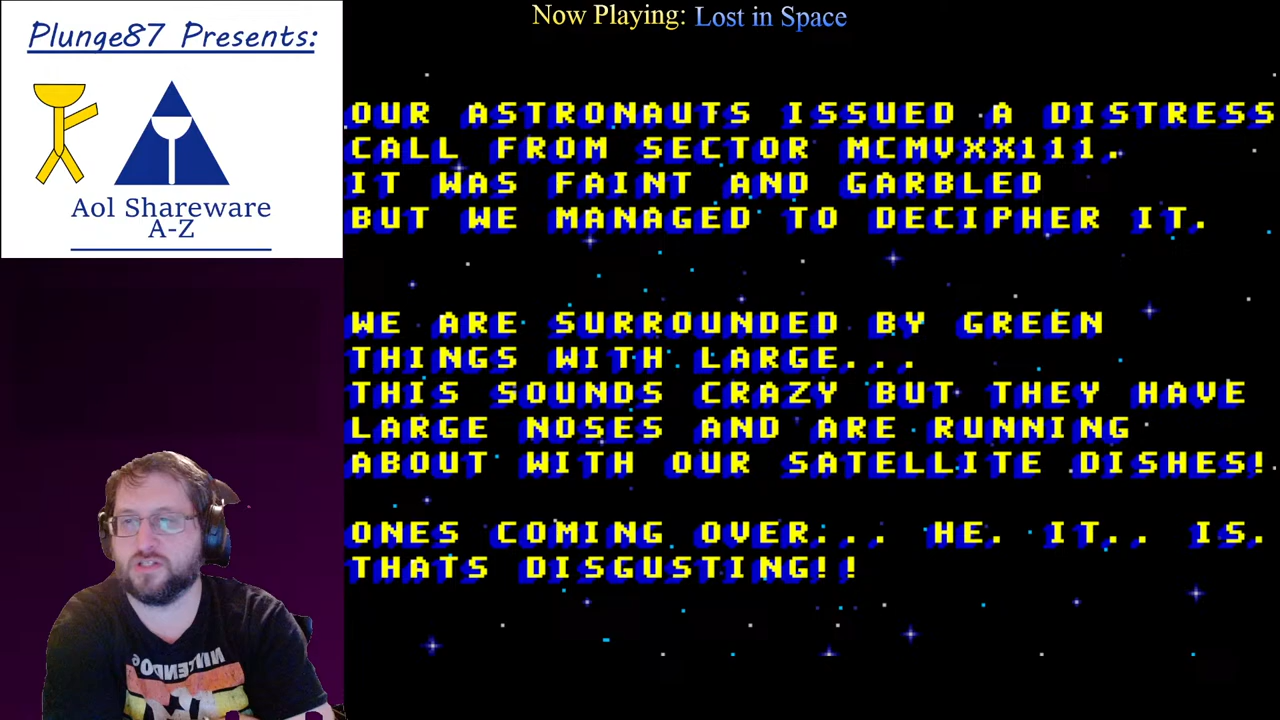 Now Playing: Lost in Space
Plunge87 Presents:
Aol Shareware
A-Z
OUR ASTRONAUTS ISSUED A DISTRESS
CALL FROM SECTOR MCMVXX111.
IT WAS FAINT AND GARBLED
BUT WE MANAGED TO DECIPHER IT.
WE ARE SURROUNDED BY GREEN
THINGS WITH LARGE...
THIS SOUNDS CRAZY BUT THEY HAVE
LARGE NOSES AND ARE RUNNING
ABOUT WITH OUR SATELLITE DISHES!
ONES COMING OVER... HE. IT.. IS.
THATS DISGUSTING!!
NINTENDO64